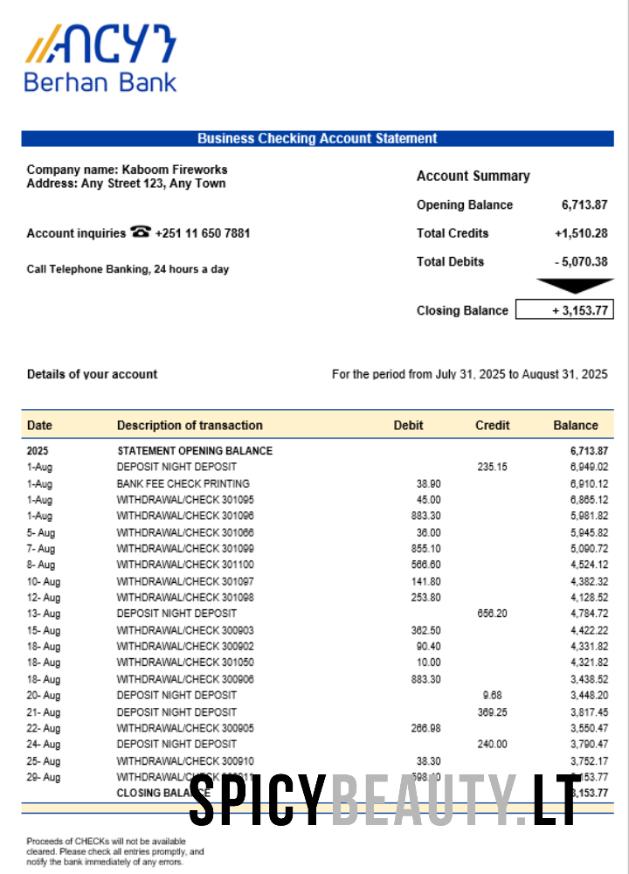 Berhan Bank
Business Checking Account Statement
Company name: Kaboom Fireworks
Address: Any Street 123, Any Town
Account inquiries ☎ +251 11 650 7881
Call Telephone Banking, 24 hours a day
Account Summary
Opening Balance 6,713.87
Total Credits +1,510.28
Total Debits - 5,070.38
Closing Balance + 3,153.77
Details of your account For the period from July 31, 2025 to August 31, 2025
Date Description of transaction Debit Credit Balance
2025 STATEMENT OPENING BALANCE 6,713.87
1-Aug DEPOSIT NIGHT DEPOSIT 235.15 6,949.02
1-Aug BANK FEE CHECK PRINTING 38.90 6,910.12
1-Aug WITHDRAWAL/CHECK 301095 45.00 6,865.12
1-Aug WITHDRAWAL/CHECK 301096 883.30 5,981.82
5- Aug WITHDRAWAL/CHECK 301066 36.00 5,945.82
7- Aug WITHDRAWAL/CHECK 301099 855.10 5,090.72
8- Aug WITHDRAWAL/CHECK 301100 566.60 4,524.12
10- Aug WITHDRAWAL/CHECK 301097 141.80 4,382.32
12- Aug WITHDRAWAL/CHECK 301098 253.80 4,128.52
13- Aug DEPOSIT NIGHT DEPOSIT 656.20 4,784.72
15- Aug WITHDRAWAL/CHECK 300903 362.50 4,422.22
18- Aug WITHDRAWAL/CHECK 300902 90.40 4,331.82
18- Aug WITHDRAWAL/CHECK 301050 10.00 4,321.82
18- Aug WITHDRAWAL/CHECK 300906 883.30 3,438.52
20- Aug DEPOSIT NIGHT DEPOSIT 9.68 3,448.20
21- Aug DEPOSIT NIGHT DEPOSIT 369.25 3,817.45
22- Aug WITHDRAWAL/CHECK 300905 266.98 3,550.47
24- Aug DEPOSIT NIGHT DEPOSIT 240.00 3,790.47
25- Aug WITHDRAWAL/CHECK 300910 38.30 3,752.17
29- Aug WITHDRAWAL/CHECK
CLOSING BALANCE 3,153.77
SPICYBEAUTY.LT
Proceeds of CHECKs will not be available
cleared. Please check all entries promptly, and
notify the bank immediately of any errors.